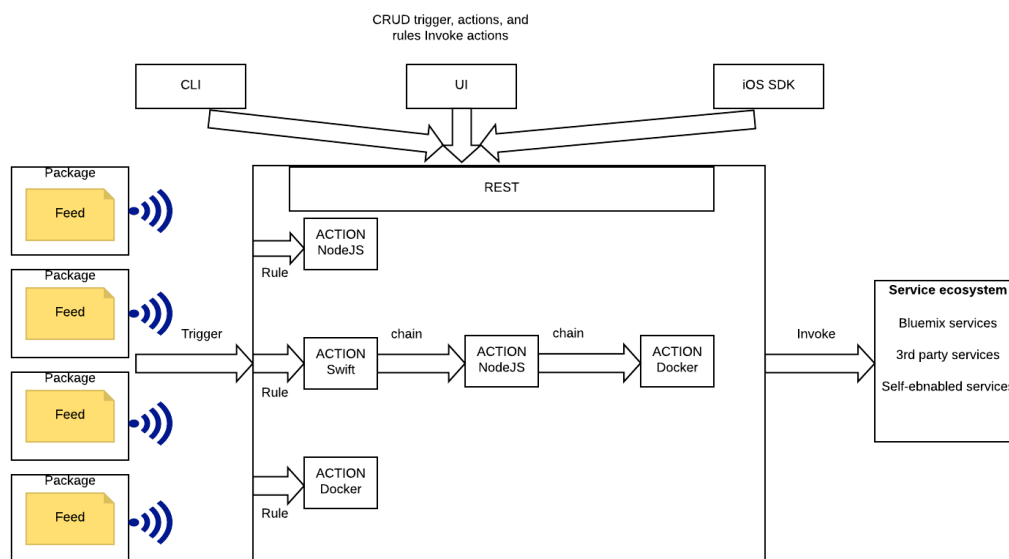 CRUD trigger, actions, and
rules Invoke actions
CLI
UI
iOS SDK
REST
Package
Feed
Package
Feed
Package
Feed
Package
Feed
Trigger
ACTION
NodeJS
Rule
ACTION
Swift
Rule
chain
ACTION
NodeJS
chain
ACTION
Docker
ACTION
Docker
Rule
Invoke
Service ecosystem
Bluemix services
3rd party services
Self-ebnabled services